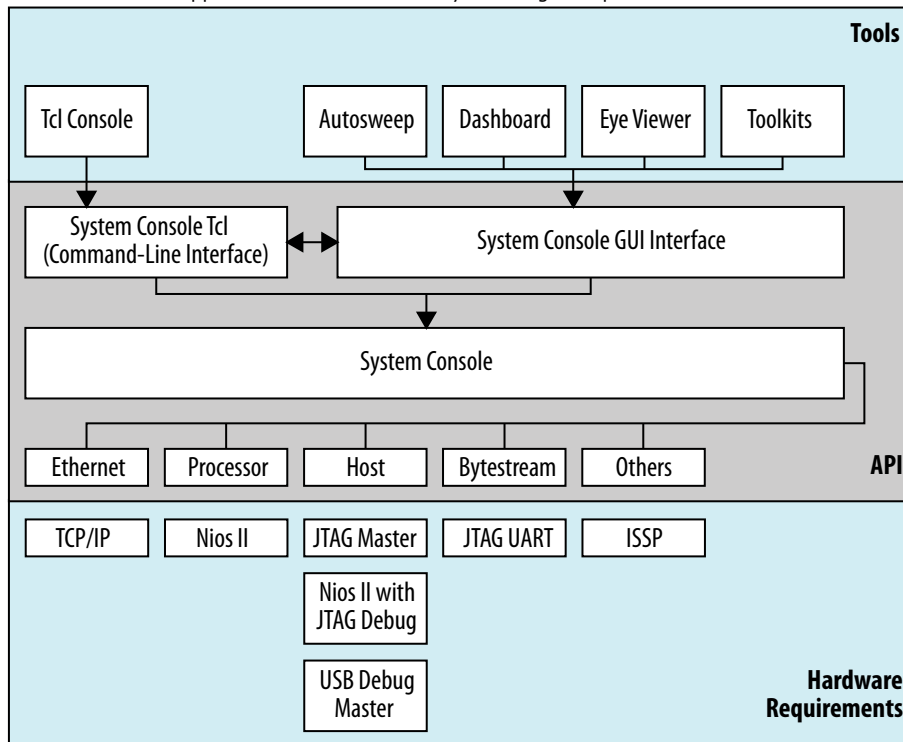 Tools
Tcl Console
Autosweep
Dashboard
Eye Viewer
Toolkits
System Console Tcl
(Command-Line Interface)
System Console GUI Interface
System Console
Ethernet
Processor
Host
Bytestream
Others
API
TCP/IP
Nios II
JTAG Master
JTAG UART
ISSP
Nios II with
JTAG Debug
USB Debug
Master
Hardware
Requirements